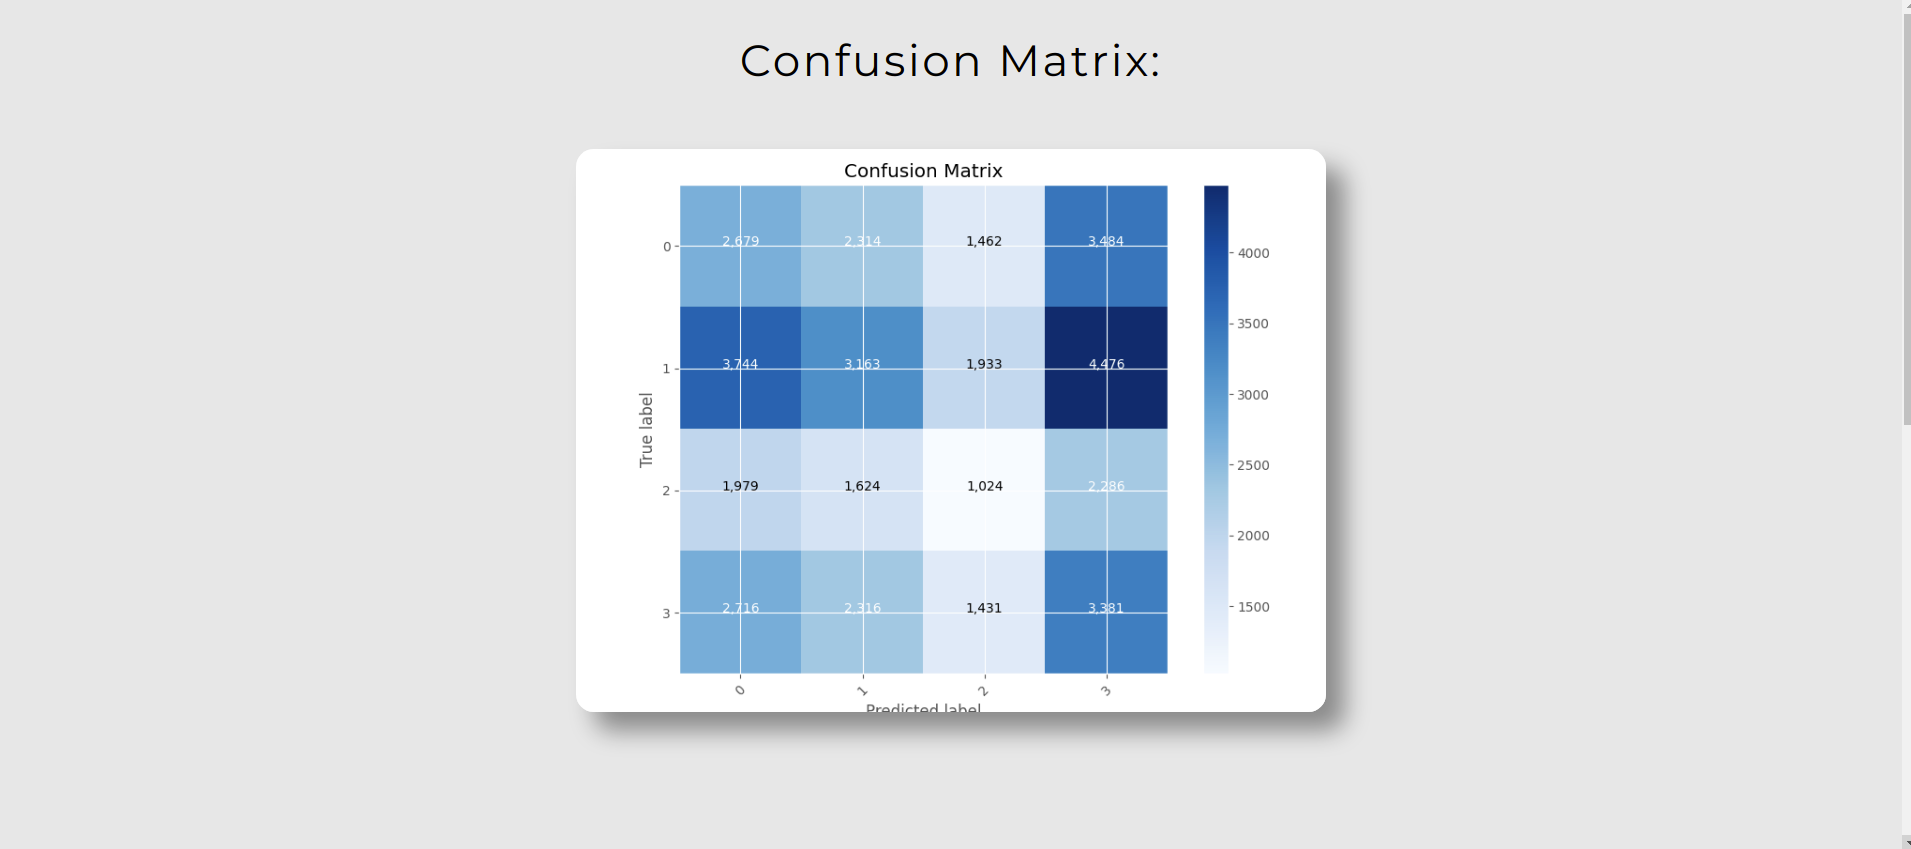 Confusion Matrix:
Confusion Matrix
0 2,679 2,314 1,462 3,484
1 3,744 3,163 1,933 4,476
2 1,979 1,624 1,024 2,286
3 2,716 2,316 1,431 3,381
True label
0 1 2 3
Predicted label
4000
3500
3000
2500
2000
1500